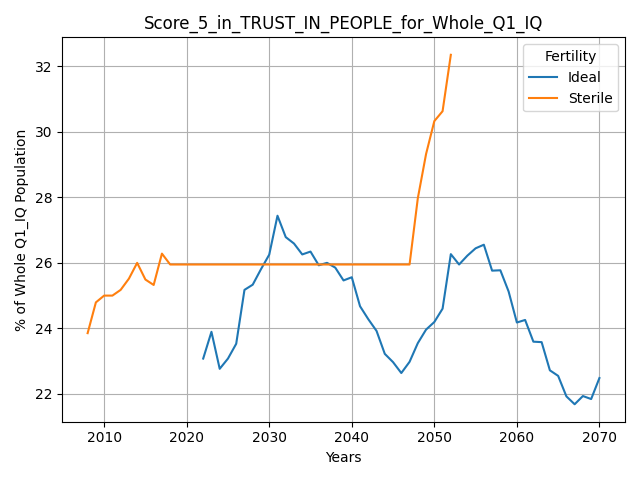 Score_5_in_TRUST_IN_PEOPLE_for_Whole_Q1_IQ
% of Whole Q1_IQ Population
32
30
28
26
24
22
Fertility
Ideal
Sterile
2010 2020 2030 2040 2050 2060 2070
Years